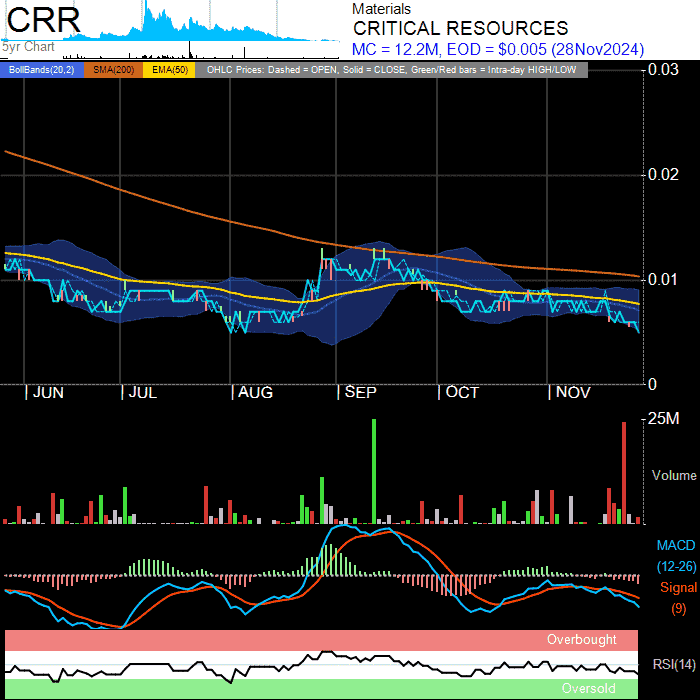 CRR
5yr Chart
Materials
CRITICAL RESOURCES
MC = 12.2M, EOD = $0.005 (28Nov2024)
BollBands(20,2) SMA(200) EMA(50) OHLC Prices: Dashed = OPEN, Solid = CLOSE, Green/Red bars = Intra-day HIGH/LOW
0.03
0.02
0.01
0
JUN JUL AUG SEP OCT NOV
25M
Volume
MACD
(12-26)
Signal
(9)
Overbought
RSI(14)
Oversold